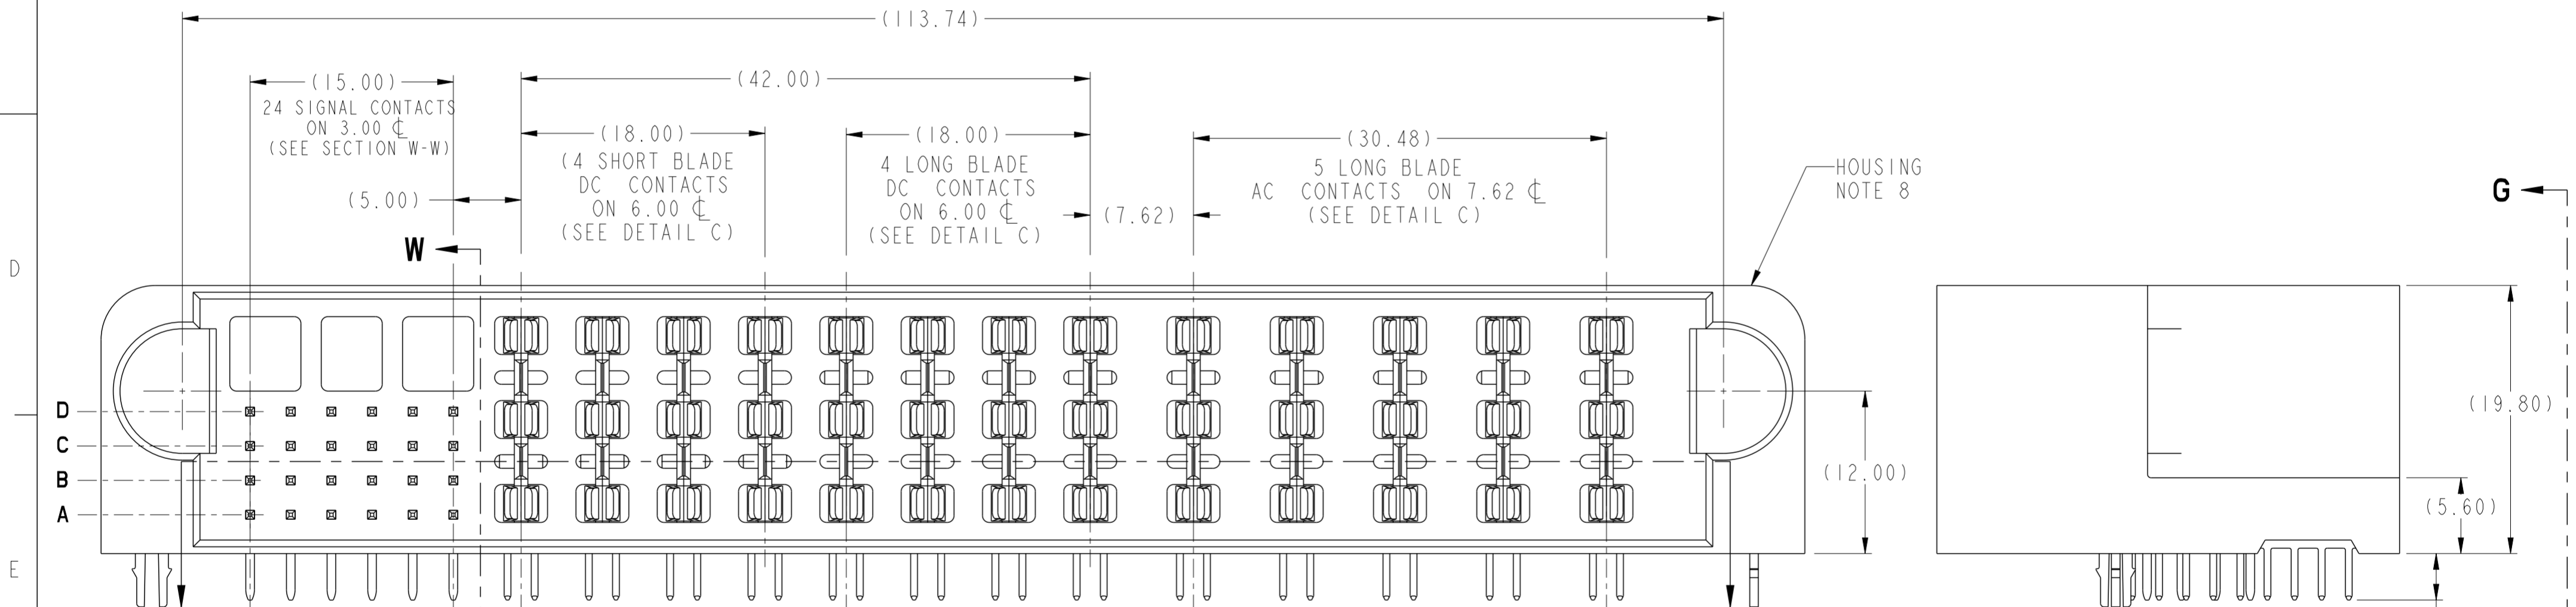 (113.74)
(15.00)
24 SIGNAL CONTACTS
ON 3.00 ℄
(SEE SECTION W-W)
(5.00)
(42.00)
(18.00)
(4 SHORT BLADE
DC CONTACTS
ON 6.00 ℄
(SEE DETAIL C)
(18.00)
4 LONG BLADE
DC CONTACTS
ON 6.00 ℄
(SEE DETAIL C)
(7.62)
(30.48)
5 LONG BLADE
AC CONTACTS ON 7.62 ℄
(SEE DETAIL C)
HOUSING
NOTE 8
G
W
D
D
C
B
A
E
(12.00)
(19.80)
(5.60)